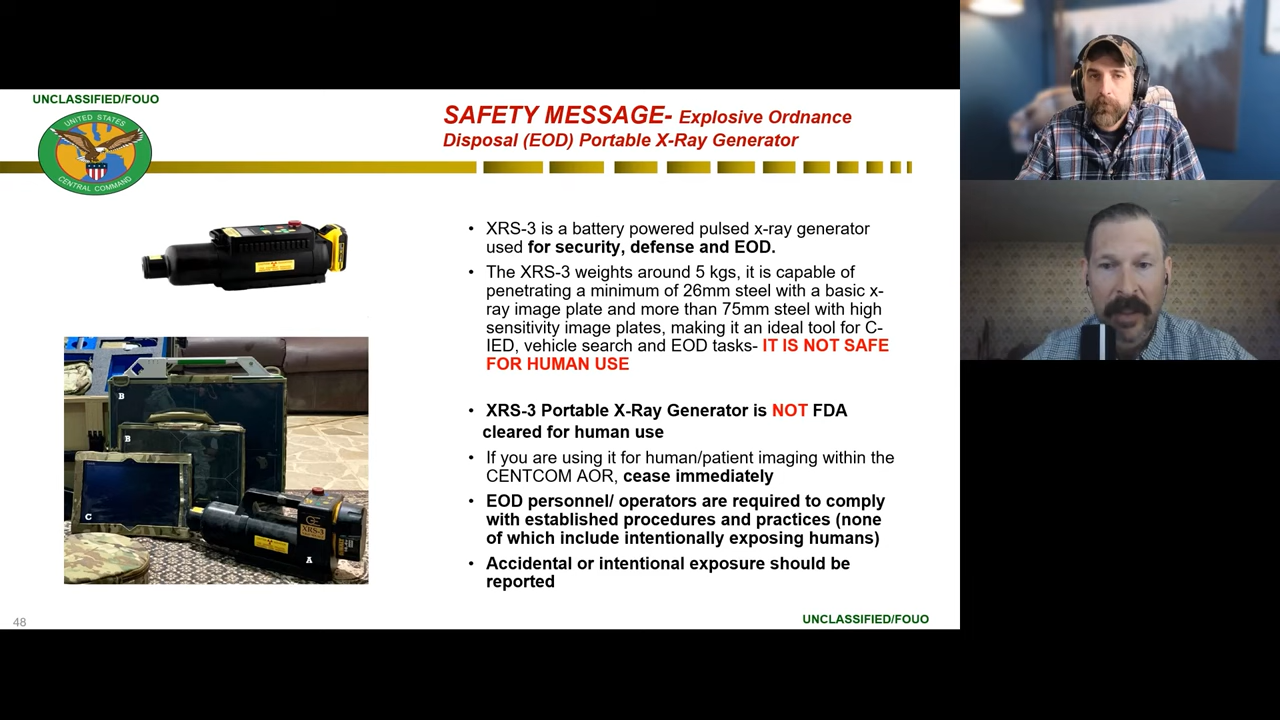 UNCLASSIFIED/FOUO
UNITED STATES
CENTRAL COMMAND
SAFETY MESSAGE- Explosive Ordnance
Disposal (EOD) Portable X-Ray Generator
• XRS-3 is a battery powered pulsed x-ray generator
used for security, defense and EOD.
• The XRS-3 weights around 5 kgs, it is capable of
penetrating a minimum of 26mm steel with a basic x-
ray image plate and more than 75mm steel with high
sensitivity image plates, making it an ideal tool for C-
IED, vehicle search and EOD tasks- IT IS NOT SAFE
FOR HUMAN USE
• XRS-3 Portable X-Ray Generator is NOT FDA
cleared for human use
• If you are using it for human/patient imaging within the
CENTCOM AOR, cease immediately
• EOD personnel/ operators are required to comply
with established procedures and practices (none
of which include intentionally exposing humans)
• Accidental or intentional exposure should be
reported
B
B
C
XRS-3
A
48
UNCLASSIFIED/FOUO